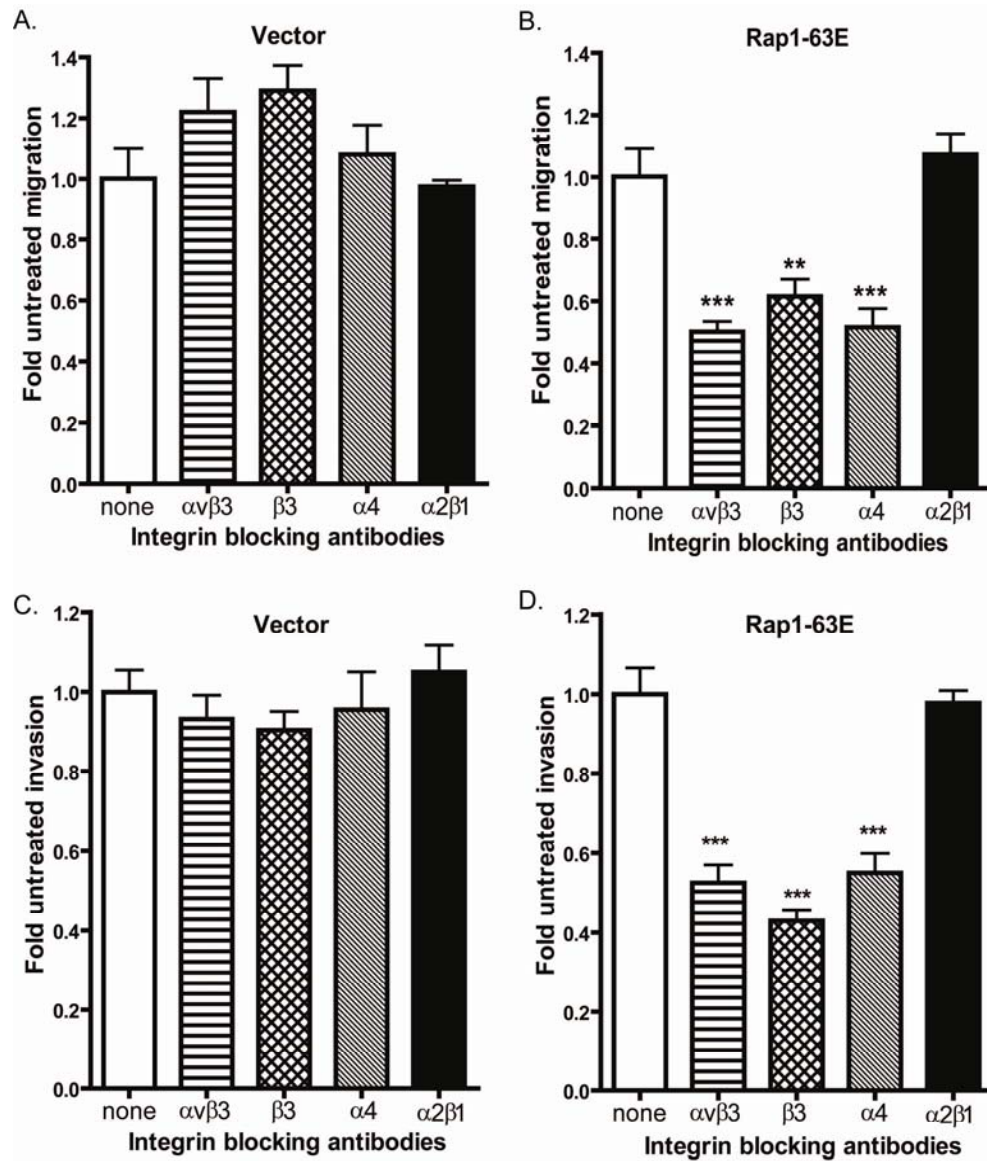 A.
Vector
Fold untreated migration
1.4
1.2
1.0
0.8
0.6
0.4
0.2
0.0
none αvβ3 β3 α4 α2β1
Integrin blocking antibodies
B.
Rap1-63E
Fold untreated migration
1.4
1.2
1.0
0.8
0.6
0.4
0.2
0.0
*** ** ***
none αvβ3 β3 α4 α2β1
Integrin blocking antibodies
C.
Vector
Fold untreated invasion
1.2
1.0
0.8
0.6
0.4
0.2
0.0
none αvβ3 β3 α4 α2β1
Integrin blocking antibodies
D.
Rap1-63E
Fold untreated invasion
1.2
1.0
0.8
0.6
0.4
0.2
0.0
*** *** ***
none αvβ3 β3 α4 α2β1
Integrin blocking antibodies